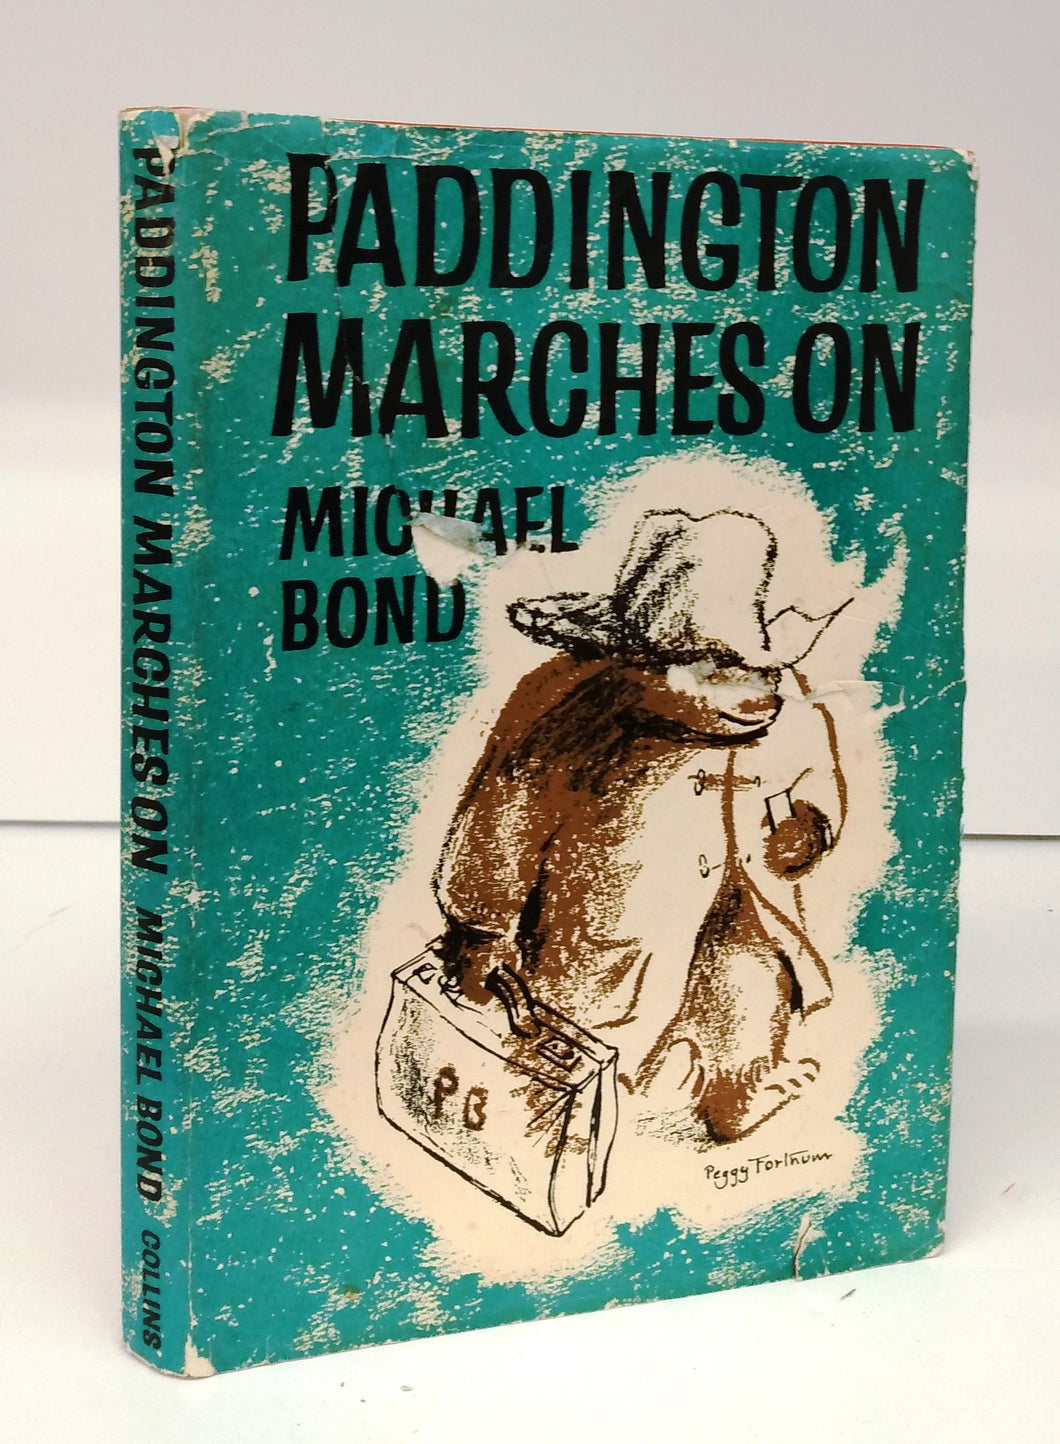 PADDINGTON
MARCHES ON
MICHAEL
BOND
PB
Peggy Fortnum
PADDINGTON MARCHES ON MICHAEL BOND COLLINS